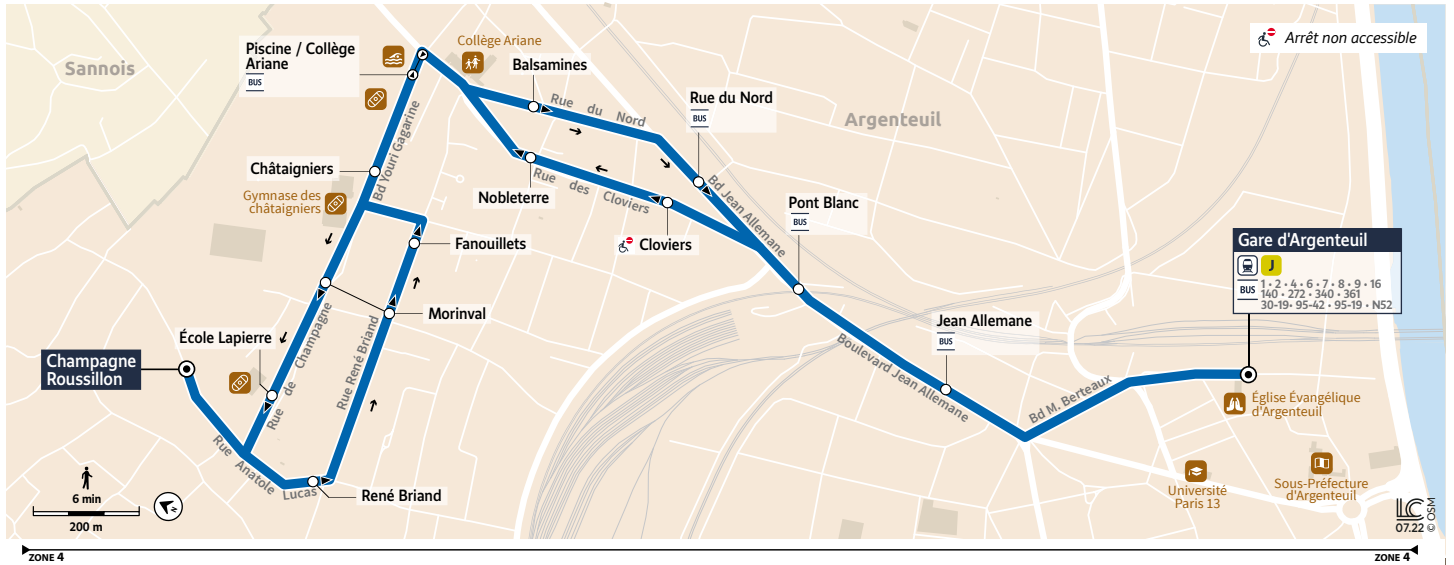 Sannois
Piscine / Collège
Ariane
BUS
Collège Ariane
Balsamines
Rue du Nord
Rue du Nord
BUS
Argenteuil
Arrêt non accessible
Châtaigniers
Bd Youri Gagarine
Gymnase des
châtaigniers
Nobleterre
Rue des Cloviers
Cloviers
Bd Jean Allemane
Pont Blanc
BUS
Fanouillets
Morinval
École Lapierre
Rue de Champagne
Rue René Briand
Champagne
Roussillon
Rue Anatole Lucas
René Briand
Jean Allemane
BUS
Boulevard Jean Allemane
Bd M. Berteaux
Gare d'Argenteuil
J
BUS
1 • 2 • 4 • 6 • 7 • 8 • 9 • 16
140 • 272 • 340 • 361
30-19 • 95-42 • 95-19 • N52
Église Évangélique
d'Argenteuil
Université
Paris 13
Sous-Préfecture
d'Argenteuil
6 min
200 m
LC
07.22 © OSM
ZONE 4
ZONE 4